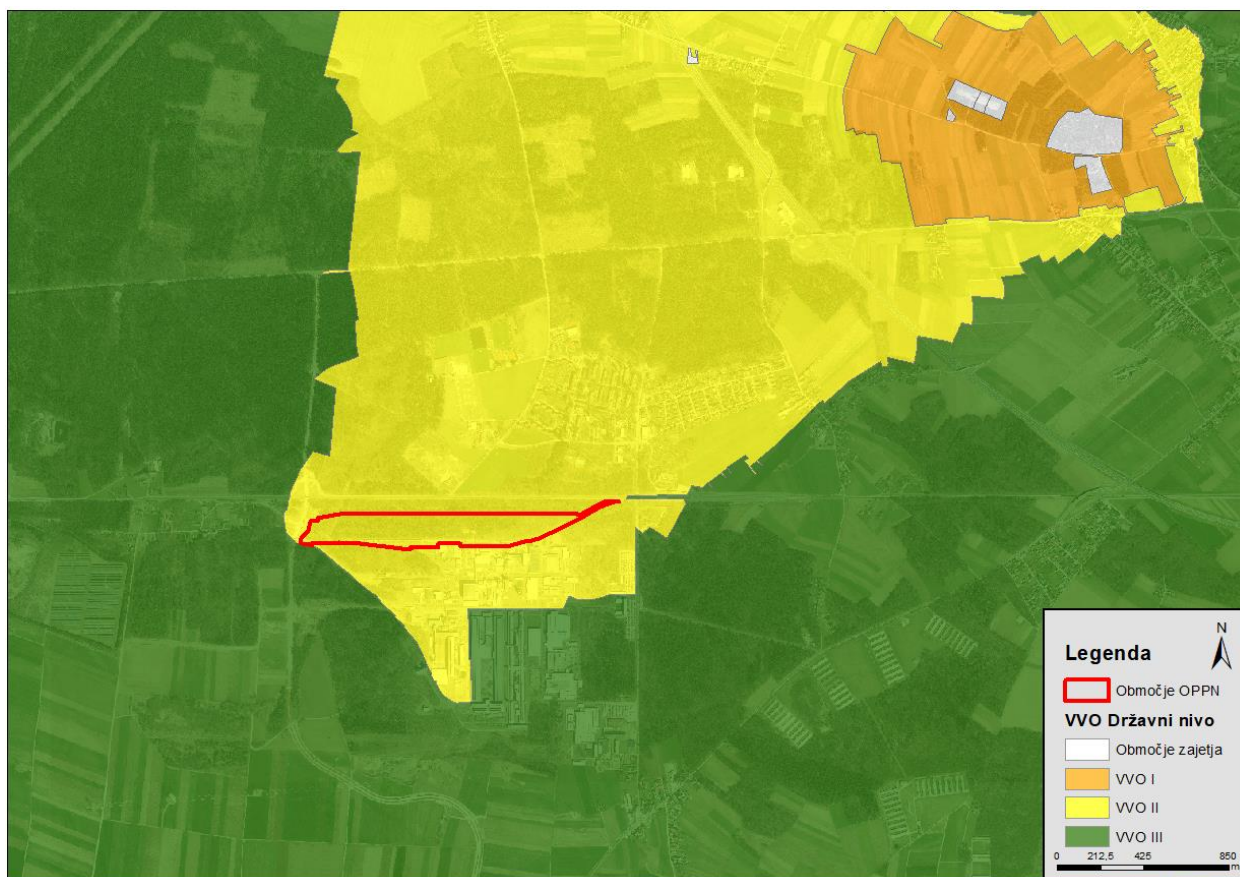 N
Legenda
Območje OPPN
VVO Državni nivo
Območje zajetja
VVO I
VVO II
VVO III
0 212,5 425 850
m